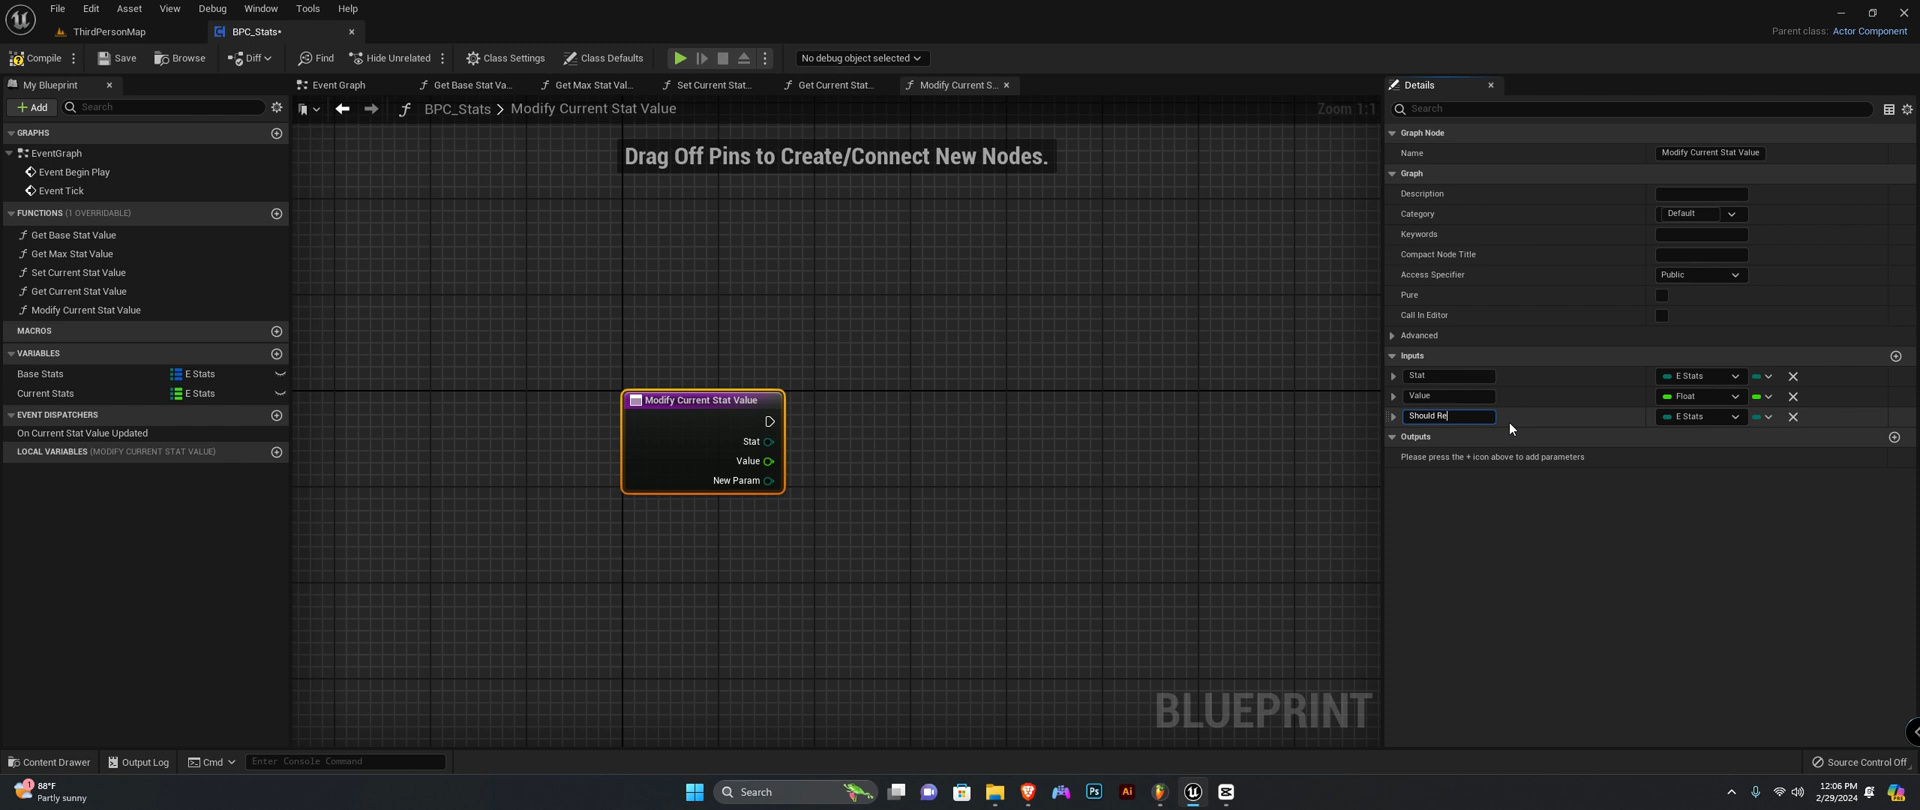 File Edit Asset View Debug Window Tools Help
ThirdPersonMap BPC_Stats*
Parent class: Actor Component
Compile Save Browse Diff Find Hide Unrelated Class Settings Class Defaults No debug object selected
My Blueprint Event Graph Get Base Stat Va... Get Max Stat Val... Set Current Stat... Get Current Stat... Modify Current S... Details
Add Search BPC_Stats > Modify Current Stat Value Zoom 1:1 Search
Drag Off Pins to Create/Connect New Nodes.
GRAPHS
EventGraph
Event Begin Play
Event Tick
FUNCTIONS (1 OVERRIDABLE)
Get Base Stat Value
Get Max Stat Value
Set Current Stat Value
Get Current Stat Value
Modify Current Stat Value
MACROS
VARIABLES
Base Stats E Stats
Current Stats E Stats
EVENT DISPATCHERS
On Current Stat Value Updated
LOCAL VARIABLES (MODIFY CURRENT STAT VALUE)
Modify Current Stat Value
Stat
Value
New Param
BLUEPRINT
Graph Node
Name Modify Current Stat Value
Graph
Description
Category Default
Keywords
Compact Node Title
Access Specifier Public
Pure
Call In Editor
Advanced
Inputs
Stat E Stats
Value Float
Should Re E Stats
Outputs
Please press the + icon above to add parameters
Content Drawer Output Log Cmd Enter Console Command Source Control Off
1 88°F
Partly sunny
Search Ps Ai
12:06 PM
2/29/2024
PRE